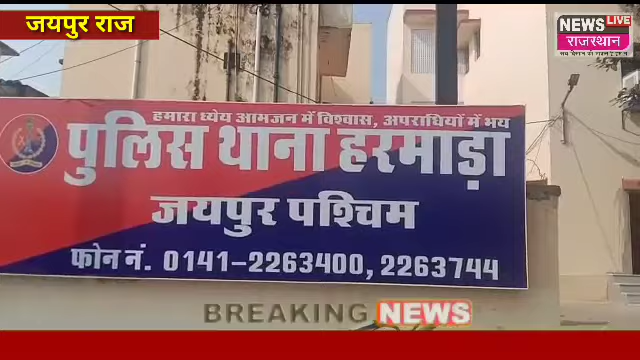 जयपुर राज
NEWS LIVE
राजस्थान
हमारा ध्येय आमजन में विश्वास, अपराधियों में भय
पुलिस थाना हरमाड़ा
जयपुर पश्चिम
फोन नं. 0141-2263400, 2263744
BREAKING NEWS